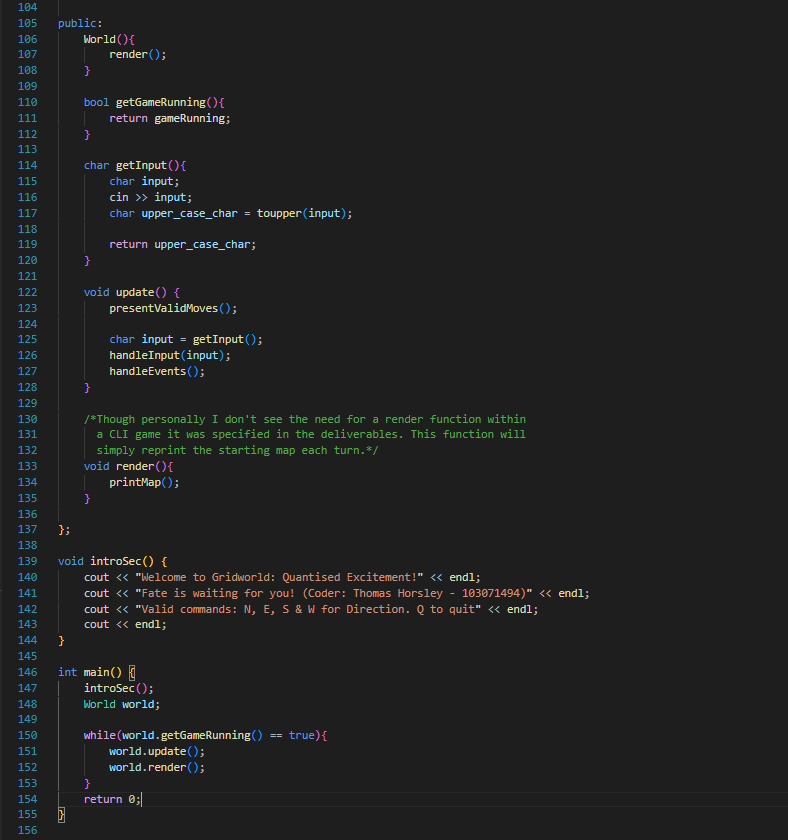 104
105 public:
106     World(){
107         render();
108     }
109
110     bool getGameRunning(){
111         return gameRunning;
112     }
113
114     char getInput(){
115         char input;
116         cin >> input;
117         char upper_case_char = toupper(input);
118
119         return upper_case_char;
120     }
121
122     void update() {
123         presentValidMoves();
124
125         char input = getInput();
126         handleInput(input);
127         handleEvents();
128     }
129
130     /*Though personally I don't see the need for a render function within
131       a CLI game it was specified in the deliverables. This function will
132       simply reprint the starting map each turn.*/
133     void render(){
134         printMap();
135     }
136
137 };
138
139 void introSec() {
140     cout << "Welcome to Gridworld: Quantised Excitement!" << endl;
141     cout << "Fate is waiting for you! (Coder: Thomas Horsley - 103071494)" << endl;
142     cout << "Valid commands: N, E, S & W for Direction. Q to quit" << endl;
143     cout << endl;
144 }
145
146 int main() {
147     introSec();
148     World world;
149
150     while(world.getGameRunning() == true){
151         world.update();
152         world.render();
153     }
154     return 0;
155 }
156